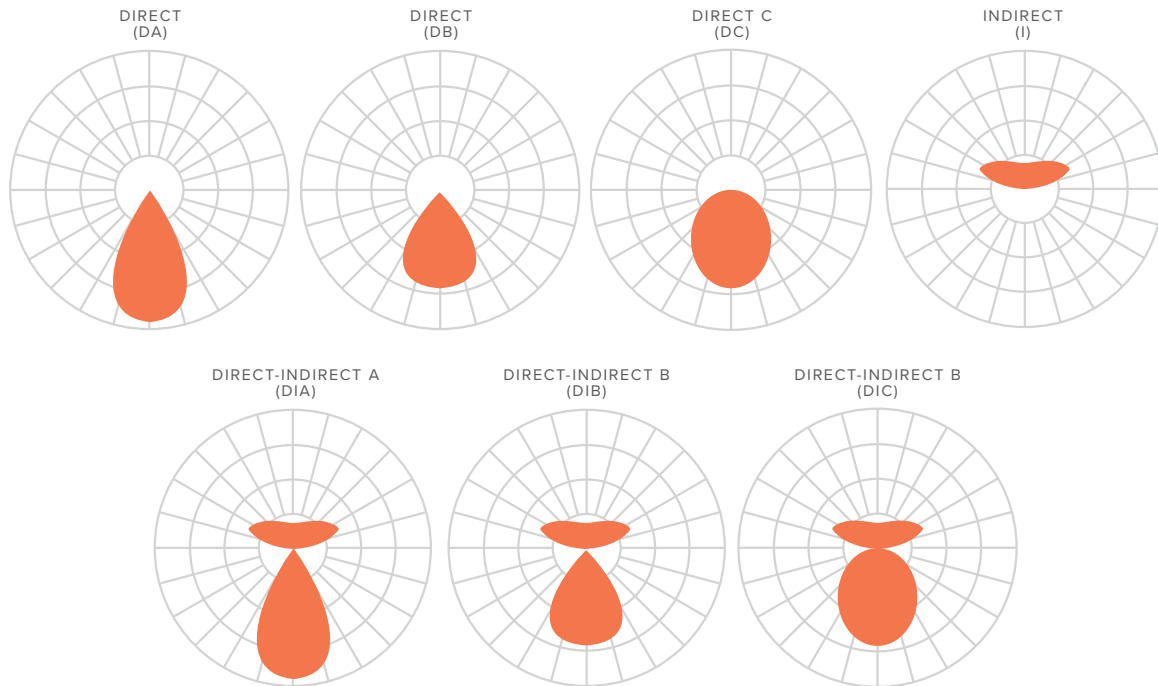 DIRECT
(DA)
DIRECT
(DB)
DIRECT C
(DC)
INDIRECT
(I)
DIRECT-INDIRECT A
(DIA)
DIRECT-INDIRECT B
(DIB)
DIRECT-INDIRECT B
(DIC)